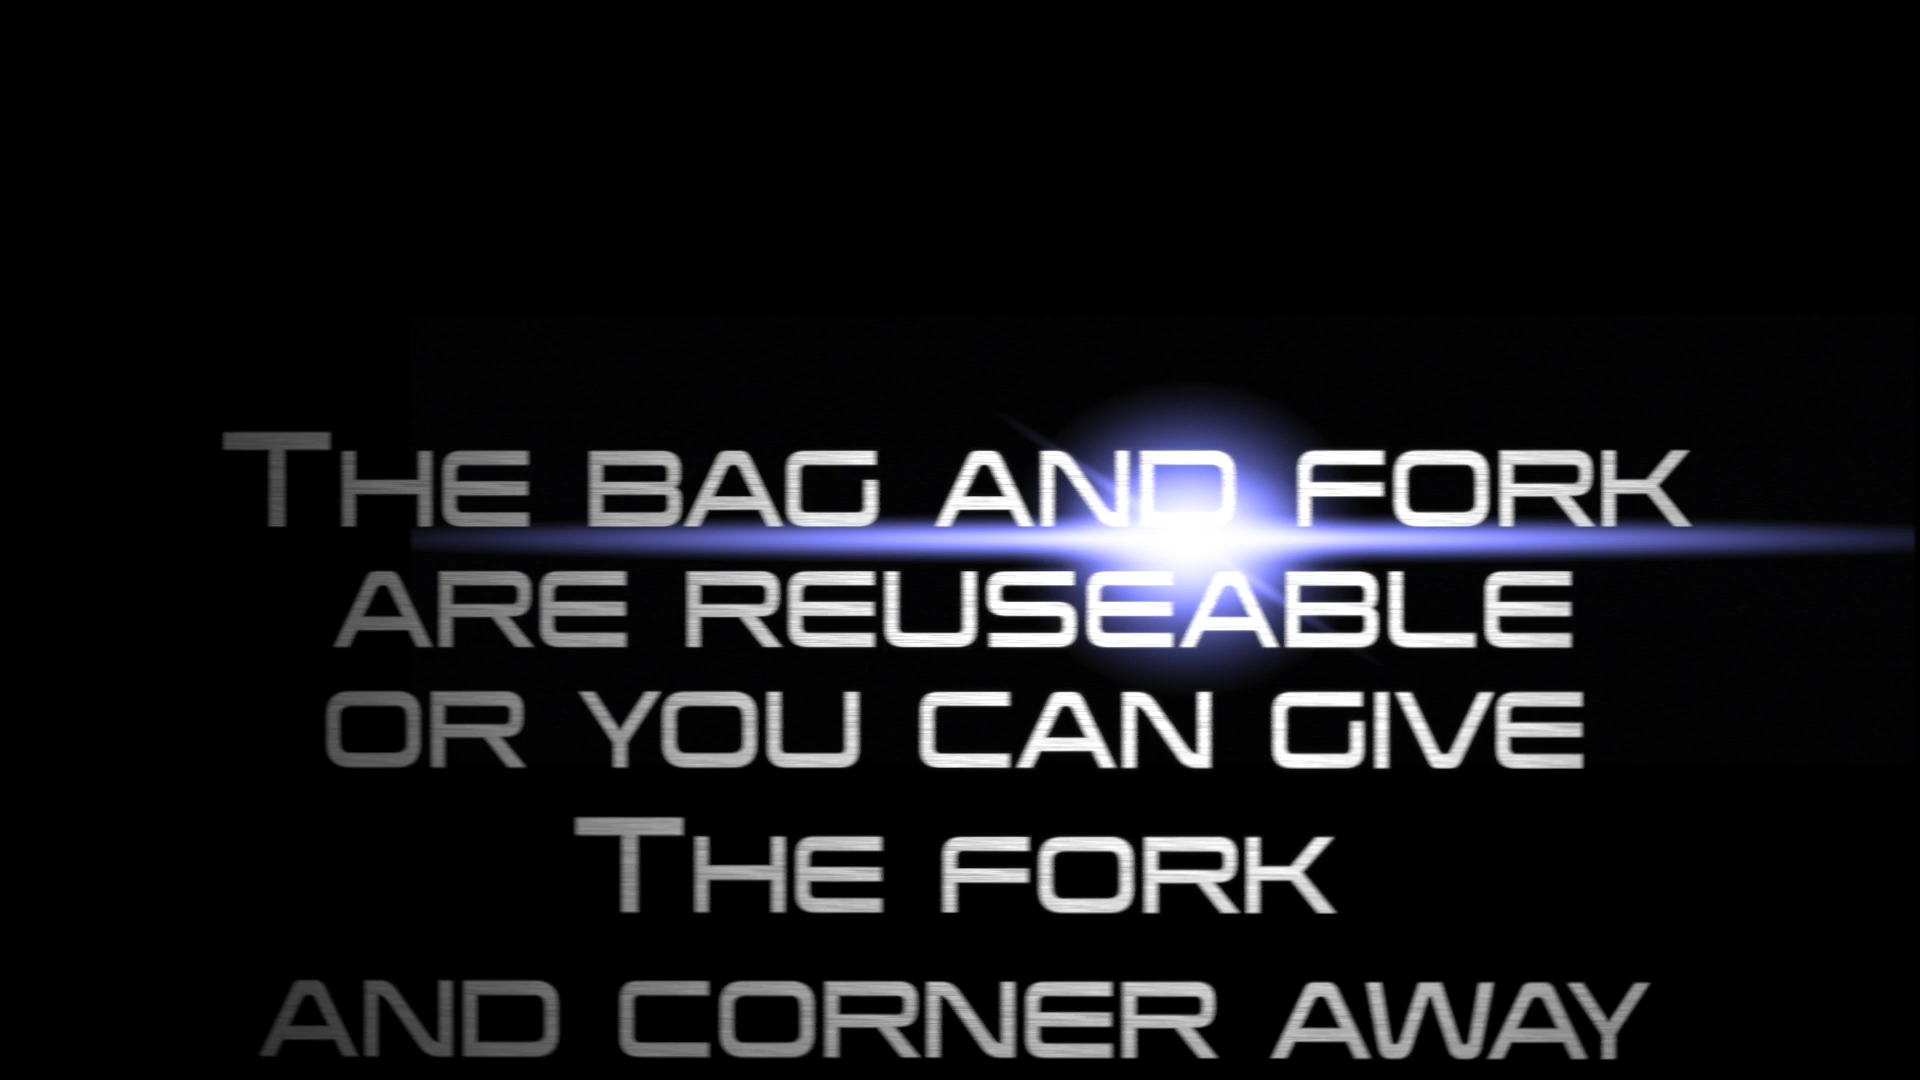 The bag and fork
are reuseable
or you can give
The fork
and corner away